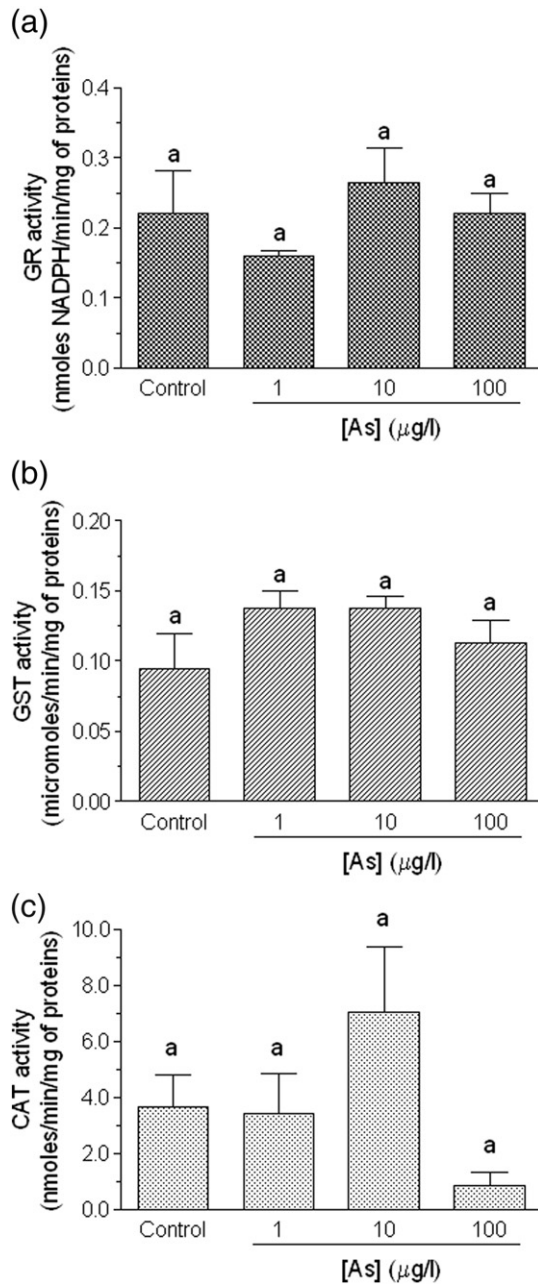 (a)
GR activity
(nmoles NADPH/min/mg of proteins)
0.4
0.3
0.2
0.1
0.0
a
a
a
a
Control
1
10
100
[As] (μg/l)
(b)
GST activity
(micromoles/min/mg of proteins)
0.20
0.15
0.10
0.05
0.00
a
a
a
a
Control
1
10
100
[As] (μg/l)
(c)
CAT activity
(nmoles/min/mg of proteins)
10.0
8.0
6.0
4.0
2.0
0.0
a
a
a
a
Control
1
10
100
[As] (μg/l)